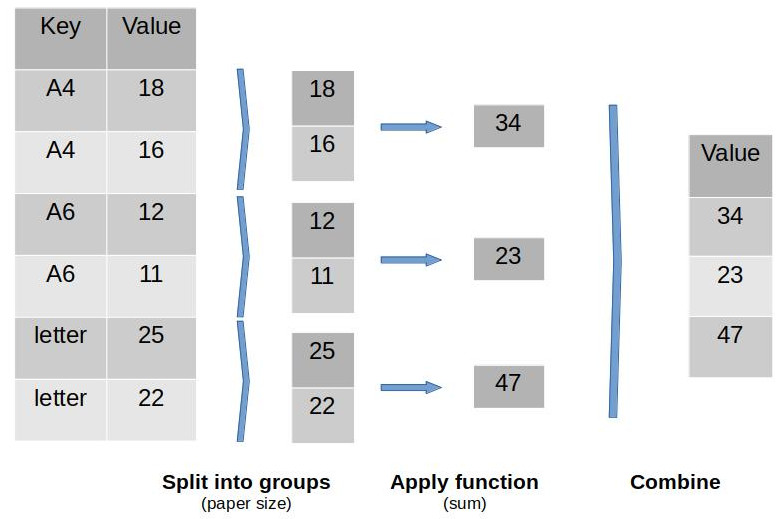 Key Value
A4 18
A4 16
A6 12
A6 11
letter 25
letter 22
18
16
12
11
25
22
34
23
47
Value
34
23
47
Split into groups
(paper size)
Apply function
(sum)
Combine